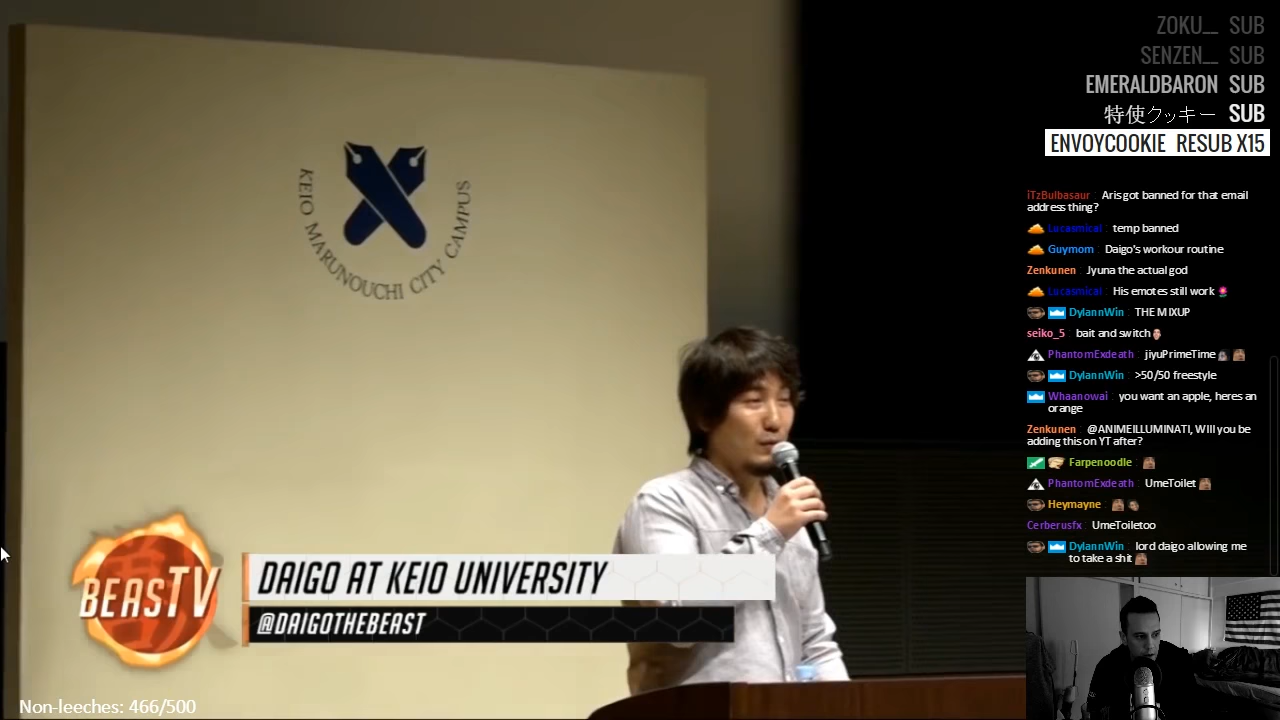 ZOKU__ SUB
SENZEN__ SUB
EMERALDBARON SUB
特使クッキー SUB
ENVOYCOOKIE RESUB X15
KEIO MARUNOUCHI CITY CAMPUS
iTzBulbasaur : Aris got banned for that email
address thing?
Lucasmical : temp banned
Guymom : Daigo's workour routine
Zenkunen : Jyuna the actual god
Lucasmical : His emotes still work
DylannWin : THE MIXUP
seiko_5 : bait and switch
PhantomExdeath : jiyuPrimeTime
DylannWin : >50/50 freestyle
Whaanowai : you want an apple, heres an
orange
Zenkunen : @ANIMEILLUMINATI, Will you be
adding this on YT after?
Farpenoodle :
PhantomExdeath : UmeToilet
Heymayne :
Cerberusfx : UmeToiletoo
DylannWin : lord daigo allowing me
to take a shit
BEASTV
DAIGO AT KEIO UNIVERSITY
@DAIGOTHEBEAST
Non-leeches: 466/500